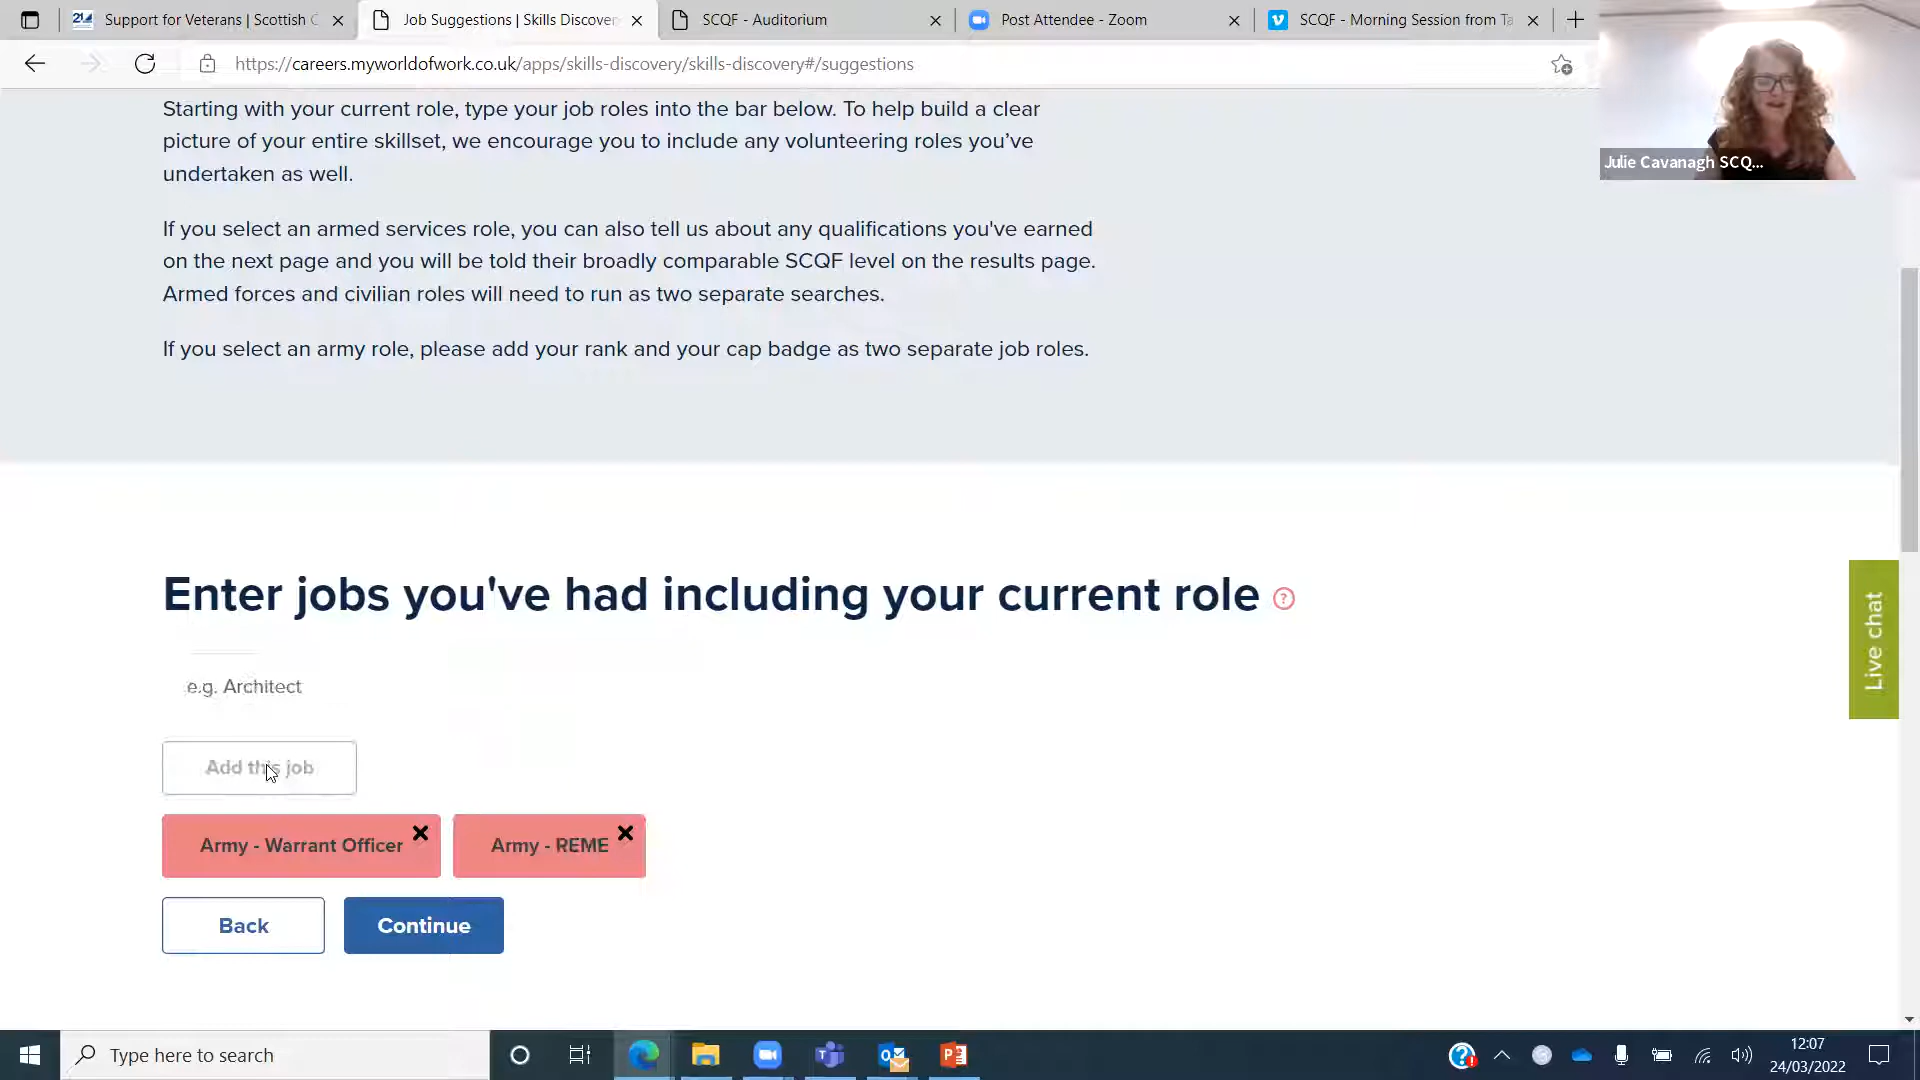 Support for Veterans | Scottish C
Job Suggestions | Skills Discover
SCQF - Auditorium
Post Attendee - Zoom
SCQF - Morning Session from Ta
https://careers.myworldofwork.co.uk/apps/skills-discovery/skills-discovery#/suggestions
Julie Cavanagh SCQ...
Starting with your current role, type your job roles into the bar below. To help build a clear
picture of your entire skillset, we encourage you to include any volunteering roles you've
undertaken as well.
If you select an armed services role, you can also tell us about any qualifications you've earned
on the next page and you will be told their broadly comparable SCQF level on the results page.
Armed forces and civilian roles will need to run as two separate searches.
If you select an army role, please add your rank and your cap badge as two separate job roles.
Enter jobs you've had including your current role ?
e.g. Architect
Add this job
Army - Warrant Officer
Army - REME
Back
Continue
Live chat
Type here to search
12:07
24/03/2022